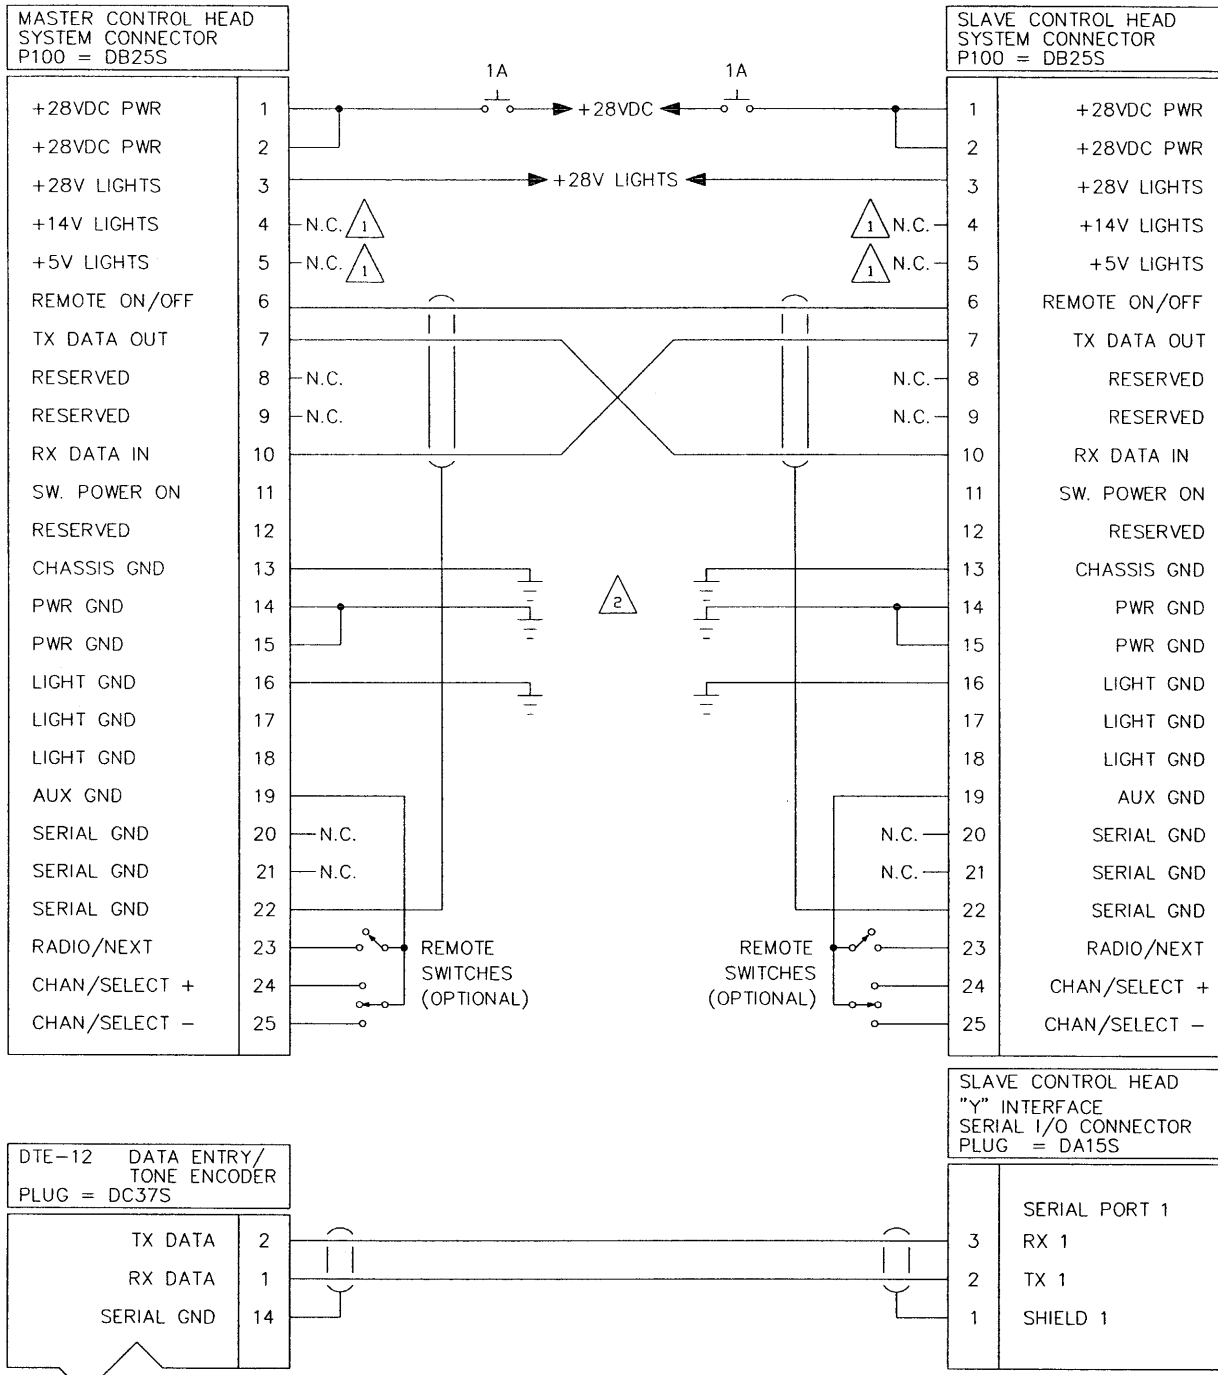 MASTER CONTROL HEAD
SYSTEM CONNECTOR
P100 = DB25S
SLAVE CONTROL HEAD
SYSTEM CONNECTOR
P100 = DB25S
1A 1A
+28VDC PWR 1 +28VDC 1 +28VDC PWR
+28VDC PWR 2 2 +28VDC PWR
+28V LIGHTS 3 +28V LIGHTS 3 +28V LIGHTS
+14V LIGHTS 4 N.C. 1 1 N.C. 4 +14V LIGHTS
+5V LIGHTS 5 N.C. 1 1 N.C. 5 +5V LIGHTS
REMOTE ON/OFF 6 6 REMOTE ON/OFF
TX DATA OUT 7 7 TX DATA OUT
RESERVED 8 N.C. N.C. 8 RESERVED
RESERVED 9 N.C. N.C. 9 RESERVED
RX DATA IN 10 10 RX DATA IN
SW. POWER ON 11 11 SW. POWER ON
RESERVED 12 12 RESERVED
CHASSIS GND 13 13 CHASSIS GND
PWR GND 14 2 14 PWR GND
PWR GND 15 15 PWR GND
LIGHT GND 16 16 LIGHT GND
LIGHT GND 17 17 LIGHT GND
LIGHT GND 18 18 LIGHT GND
AUX GND 19 19 AUX GND
SERIAL GND 20 N.C. N.C. 20 SERIAL GND
SERIAL GND 21 N.C. N.C. 21 SERIAL GND
SERIAL GND 22 22 SERIAL GND
RADIO/NEXT 23 REMOTE REMOTE 23 RADIO/NEXT
SWITCHES SWITCHES
CHAN/SELECT + 24 (OPTIONAL) (OPTIONAL) 24 CHAN/SELECT +
CHAN/SELECT − 25 25 CHAN/SELECT −
SLAVE CONTROL HEAD
"Y" INTERFACE
SERIAL I/O CONNECTOR
PLUG = DA15S
DTE−12 DATA ENTRY/
TONE ENCODER
PLUG = DC37S
SERIAL PORT 1
TX DATA 2 3 RX 1
RX DATA 1 2 TX 1
SERIAL GND 14 1 SHIELD 1